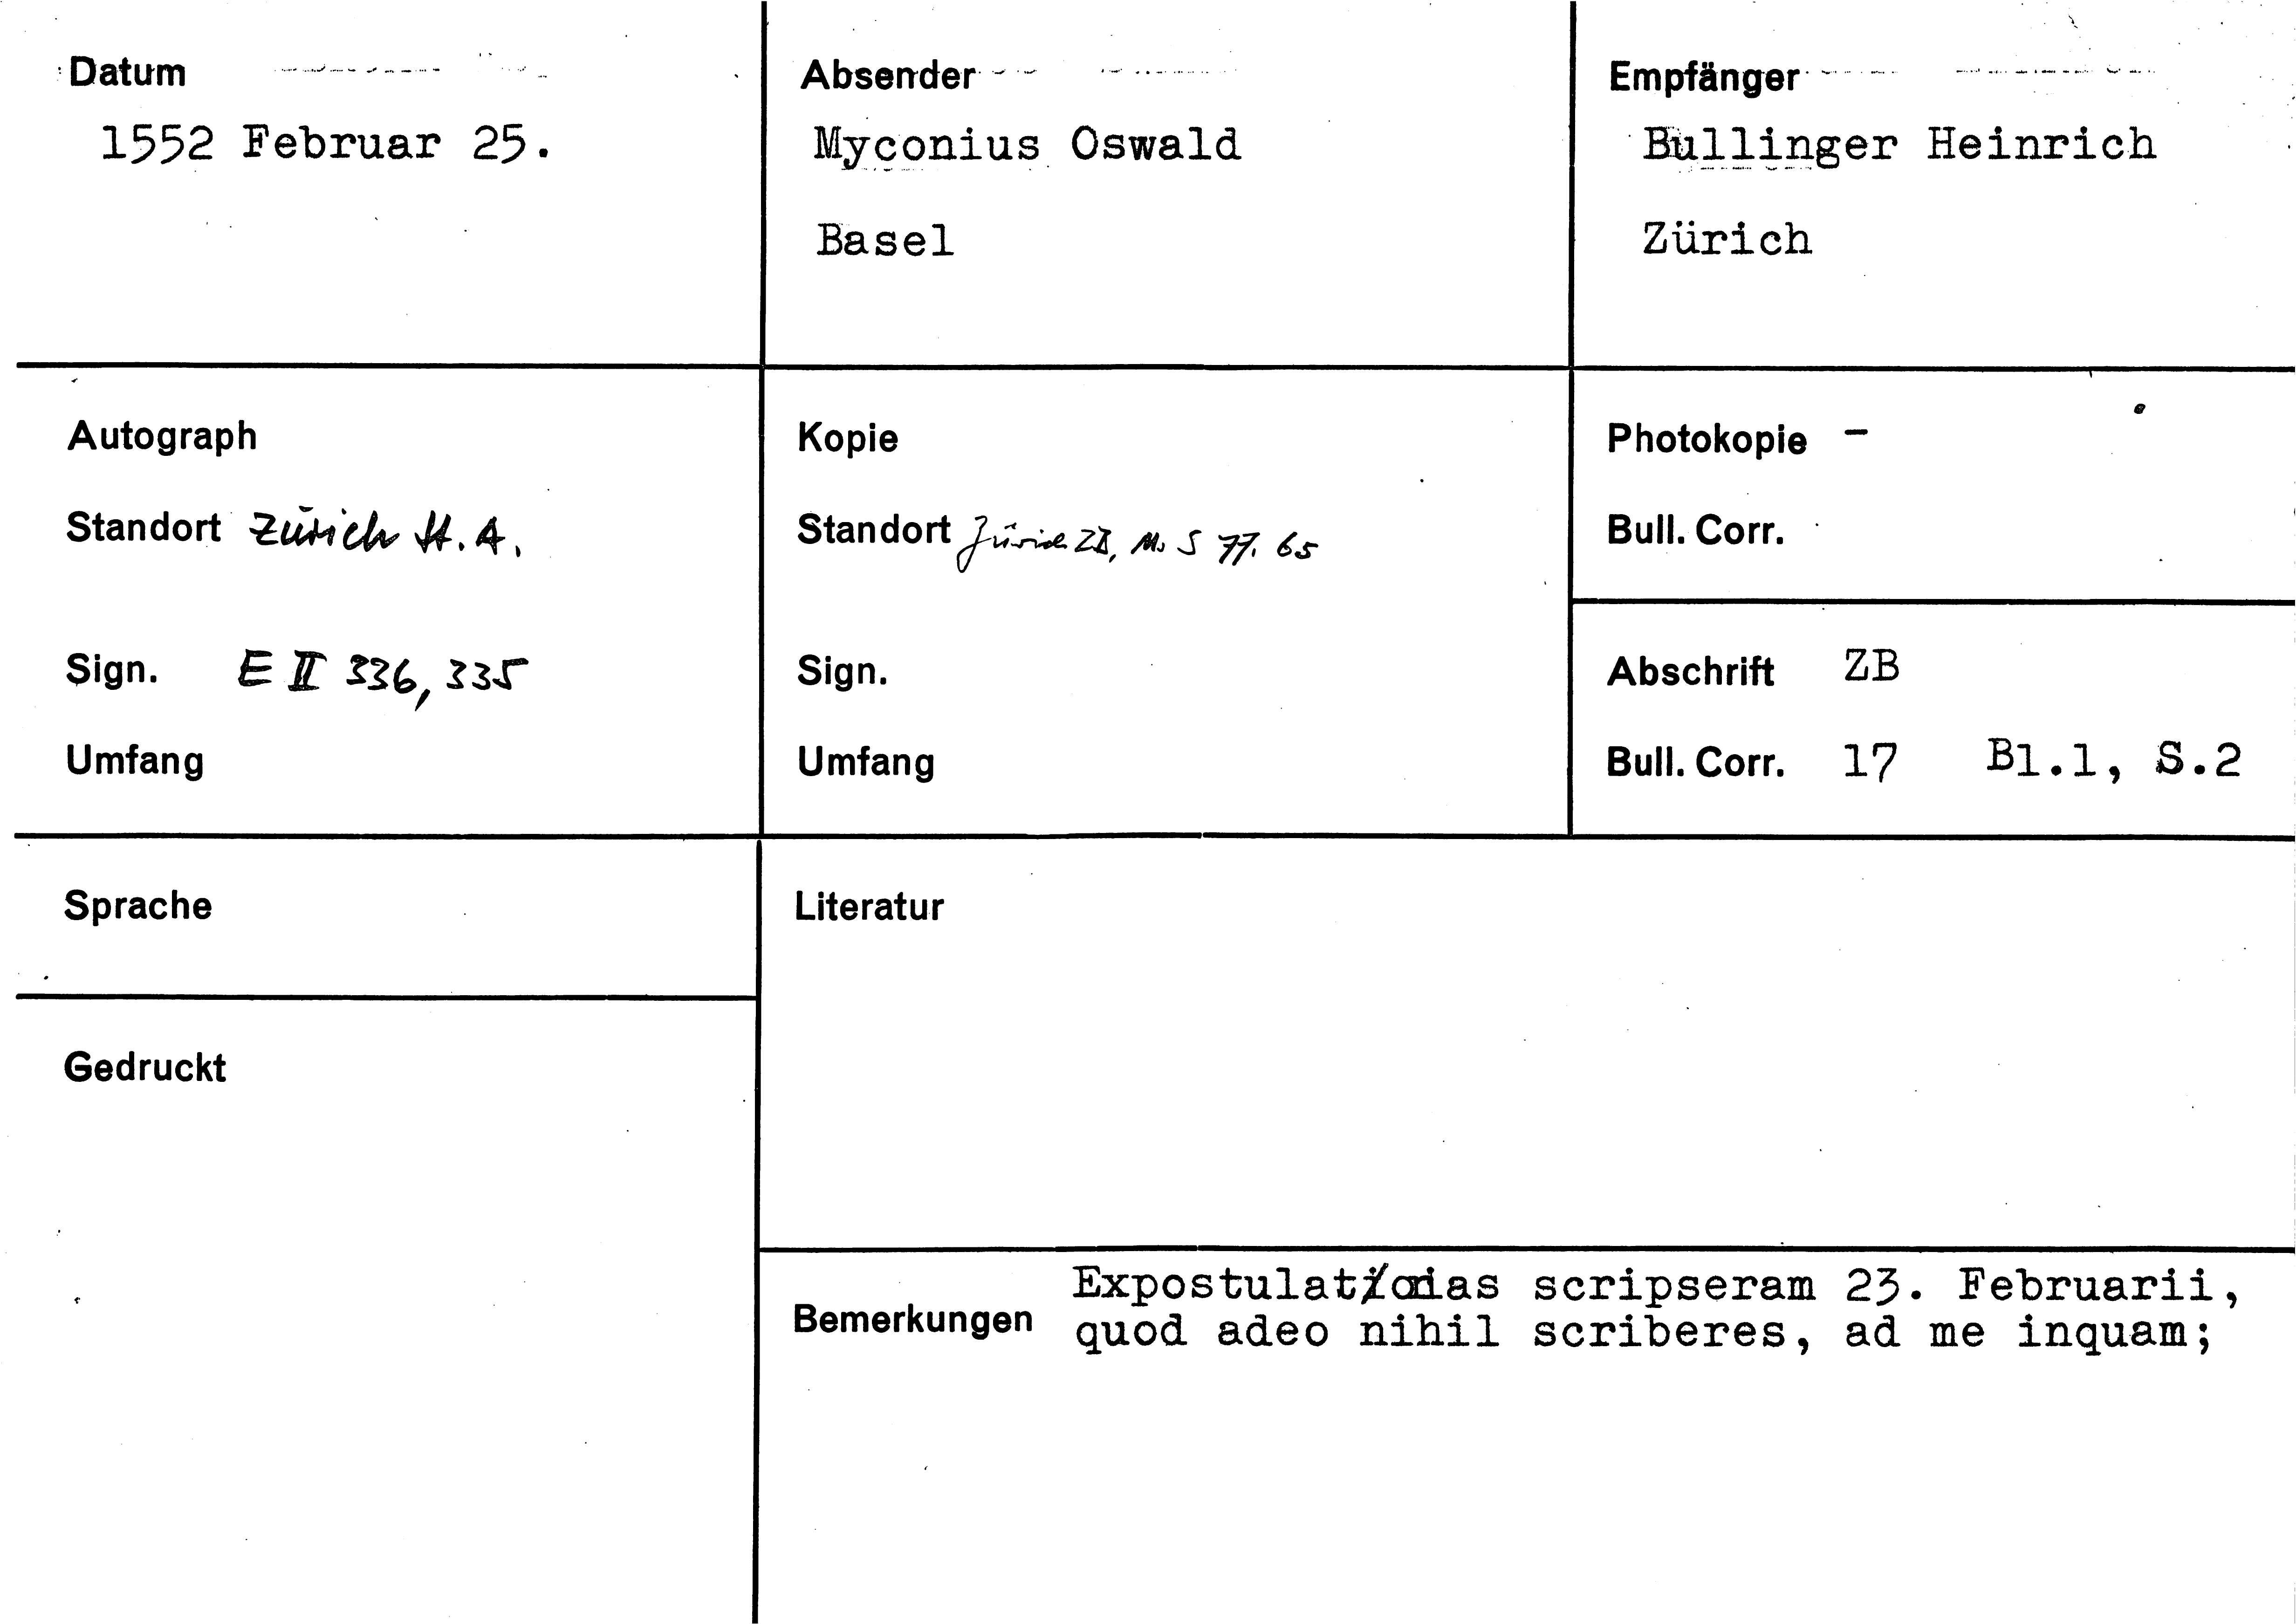 Datum
1552 Februar 25.
Absender
Myconius Oswald
Basel
Empfänger
Bullinger Heinrich
Zürich
Autograph
Standort Zürich St. A.
Sign. E II 336, 335
Umfang
Kopie
Standort Zürich ZB, Ms S 77. 65
Sign.
Umfang
Photokopie -
Bull. Corr.
Abschrift ZB
Bull. Corr. 17 Bl.1, S.2
Sprache
Gedruckt
Literatur
Bemerkungen
scripseram 23. Februarii,
quod adeo nihil scriberes, ad me inquam;